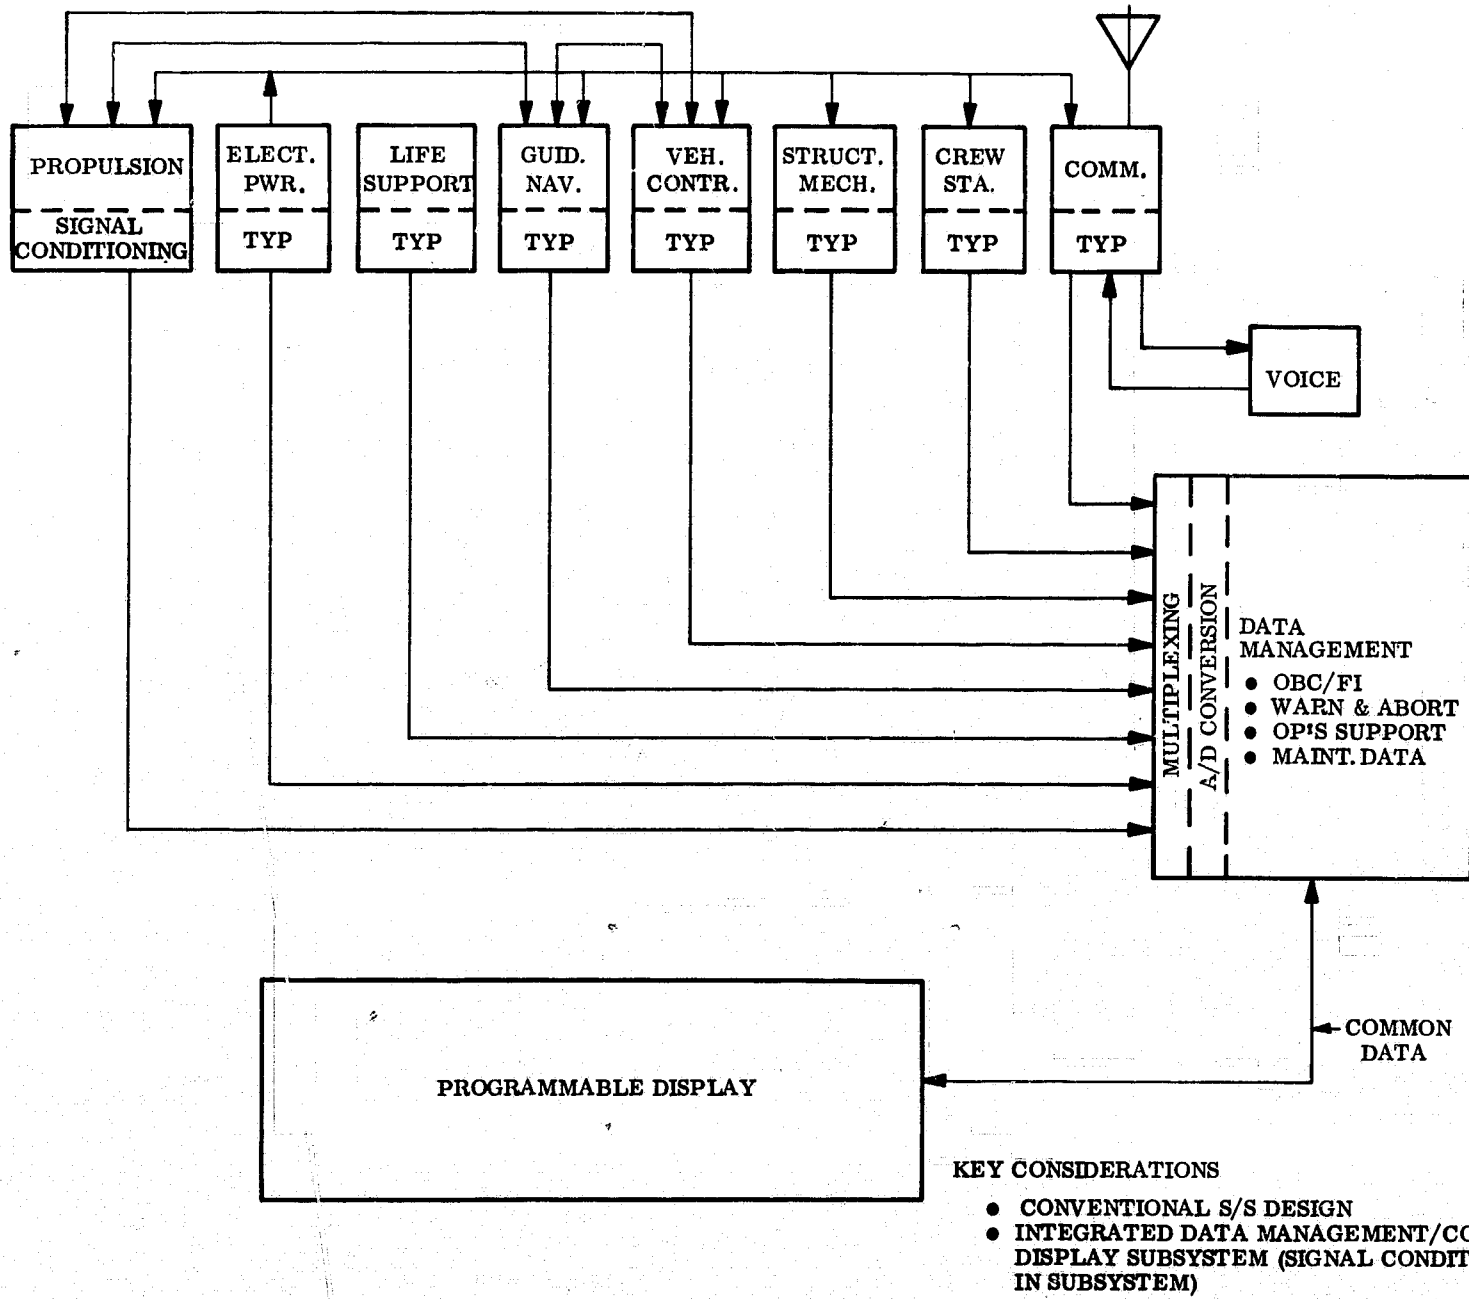 PROPULSION
SIGNAL
CONDITIONING
ELECT.
PWR.
TYP
LIFE
SUPPORT
TYP
GUID.
NAV.
TYP
VEH.
CONTR.
TYP
STRUCT.
MECH.
TYP
CREW
STA.
TYP
COMM.
TYP
VOICE
MULTIPLEXING
A/D CONVERSION
DATA
MANAGEMENT
● OBC/FI
● WARN & ABORT
● OP'S SUPPORT
● MAINT. DATA
COMMON
DATA
PROGRAMMABLE DISPLAY
KEY CONSIDERATIONS
● CONVENTIONAL S/S DESIGN
● INTEGRATED DATA MANAGEMENT/CO
DISPLAY SUBSYSTEM (SIGNAL CONDIT
IN SUBSYSTEM)